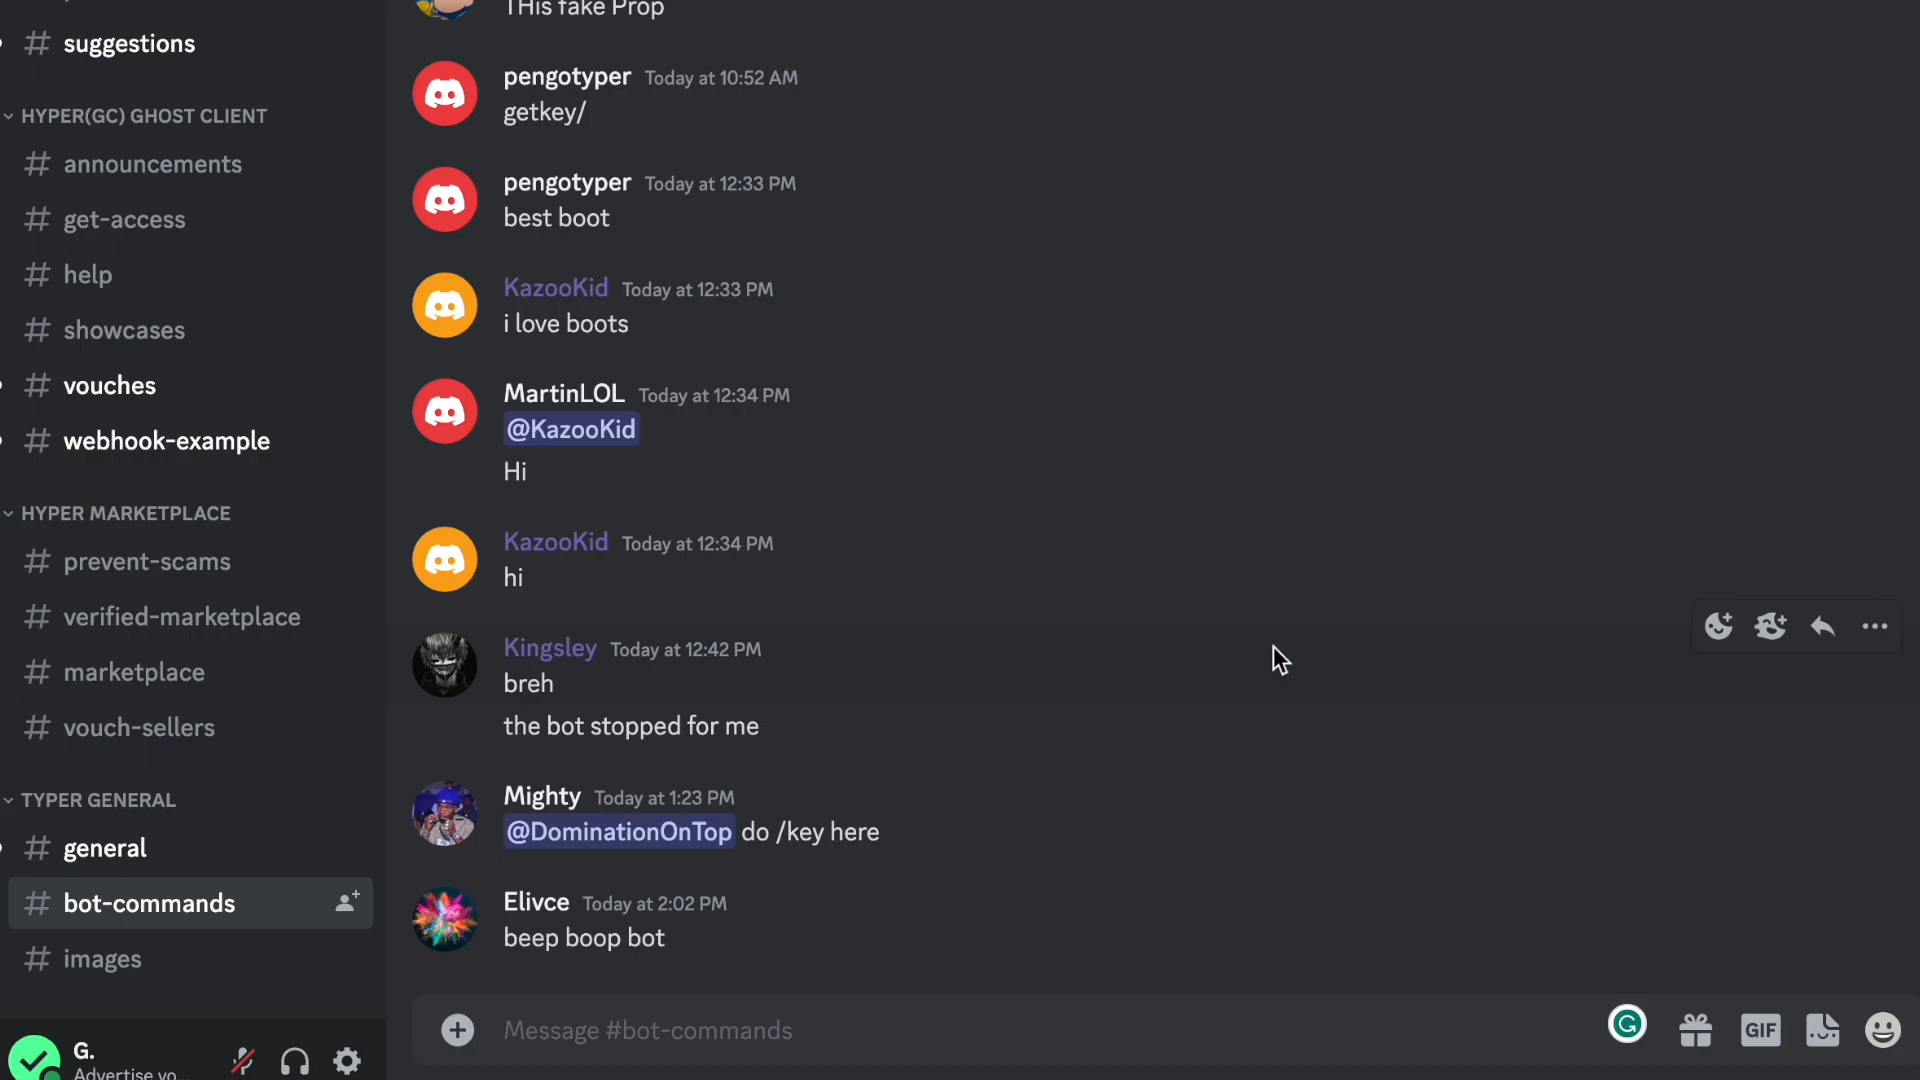 suggestions
HYPER(GC) GHOST CLIENT
announcements
get-access
help
showcases
vouches
webhook-example
HYPER MARKETPLACE
prevent-scams
verified-marketplace
marketplace
vouch-sellers
TYPER GENERAL
general
bot-commands
images
G.
Advertise yo...
THis fake Prop
pengotyper Today at 10:52 AM
getkey/
pengotyper Today at 12:33 PM
best boot
KazooKid Today at 12:33 PM
i love boots
MartinLOL Today at 12:34 PM
@KazooKid
Hi
KazooKid Today at 12:34 PM
hi
Kingsley Today at 12:42 PM
breh
the bot stopped for me
Mighty Today at 1:23 PM
@DominationOnTop do /key here
Elivce Today at 2:02 PM
beep boop bot
Message #bot-commands
GIF